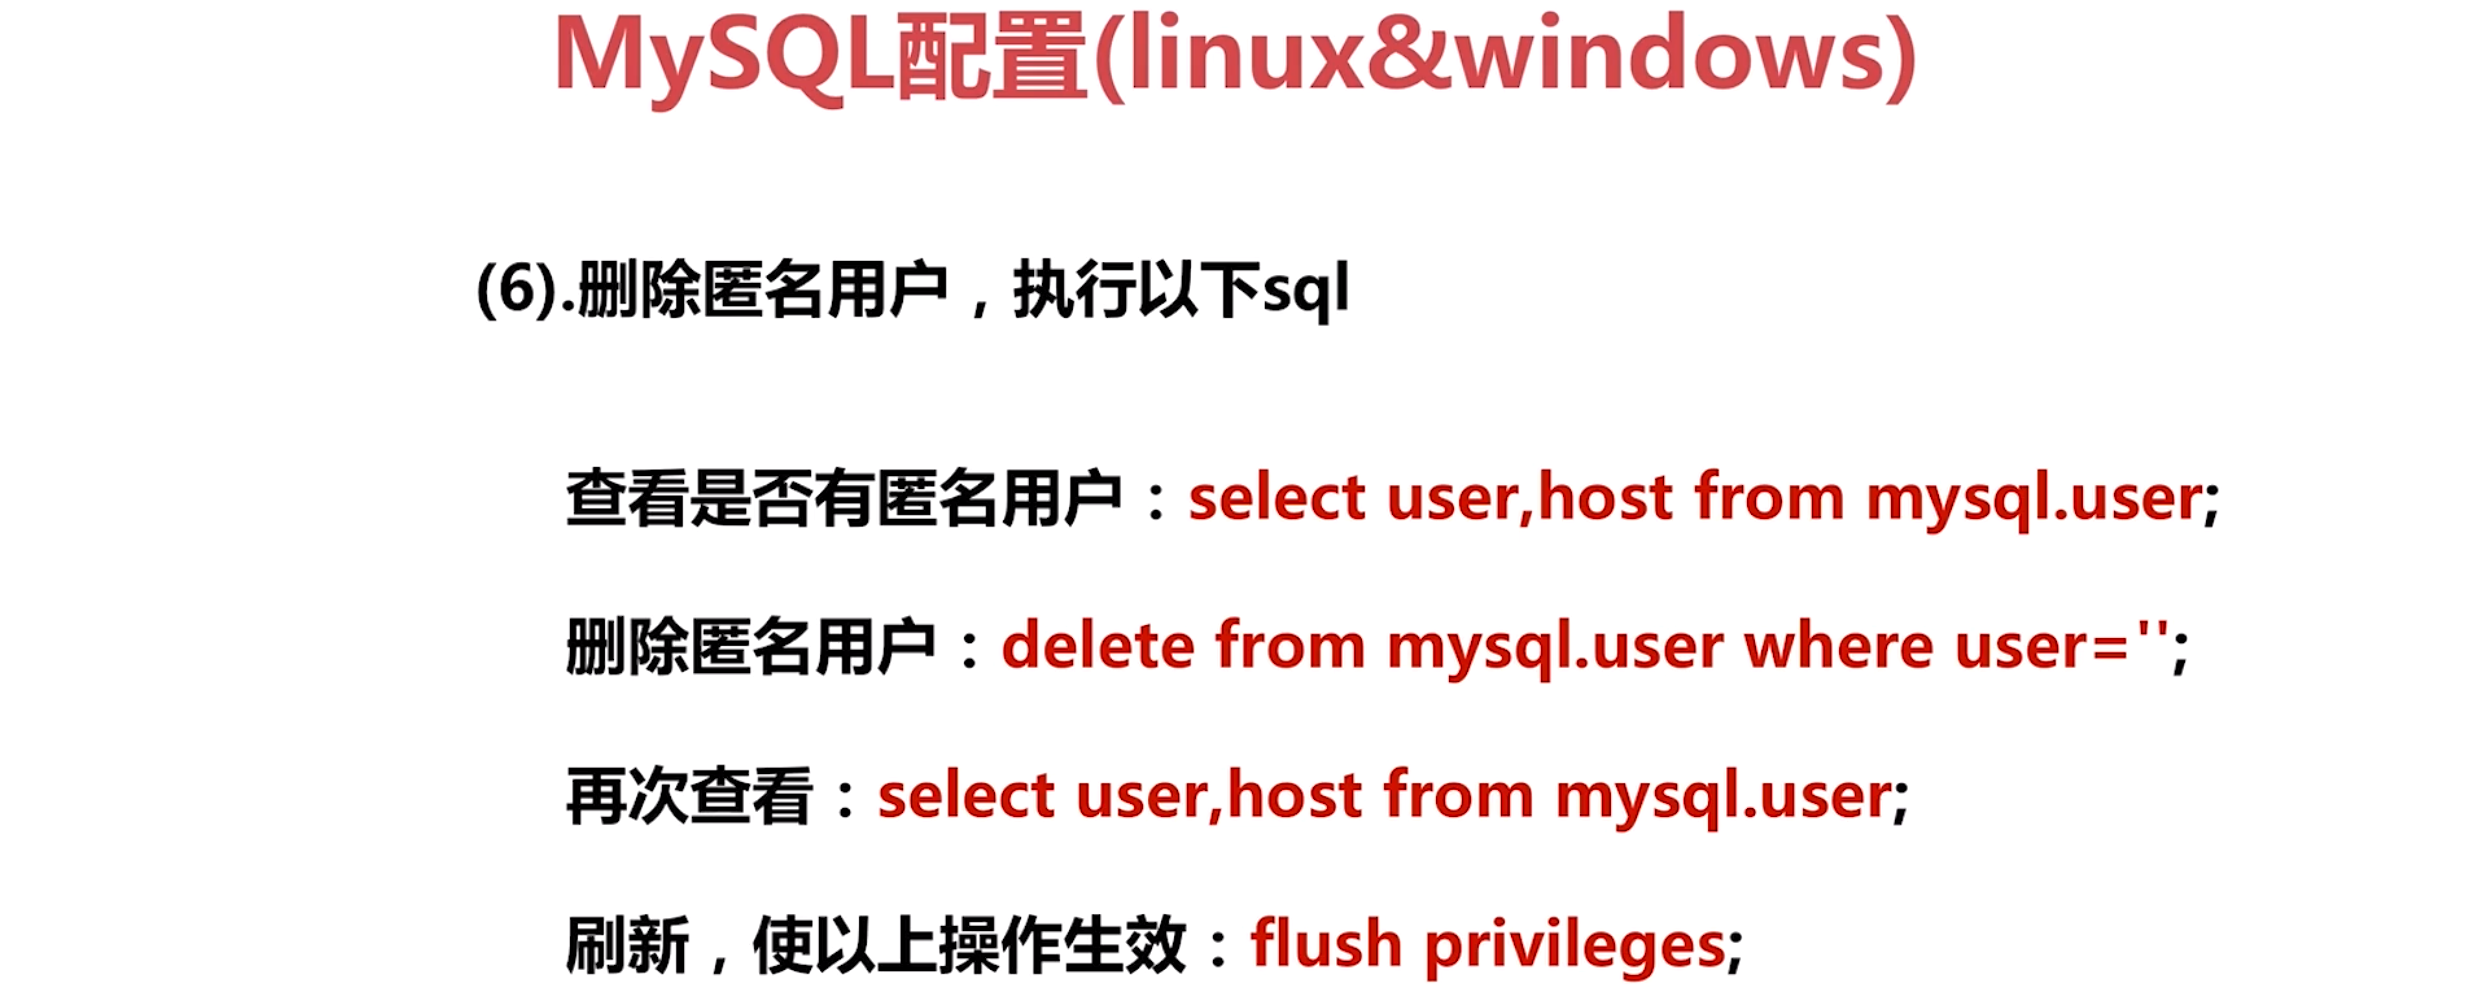 MySQL配置(linux&windows)
(6).删除匿名用户，执行以下sql
查看是否有匿名用户：select user,host from mysql.user;
删除匿名用户：delete from mysql.user where user='';
再次查看：select user,host from mysql.user;
刷新，使以上操作生效：flush privileges;